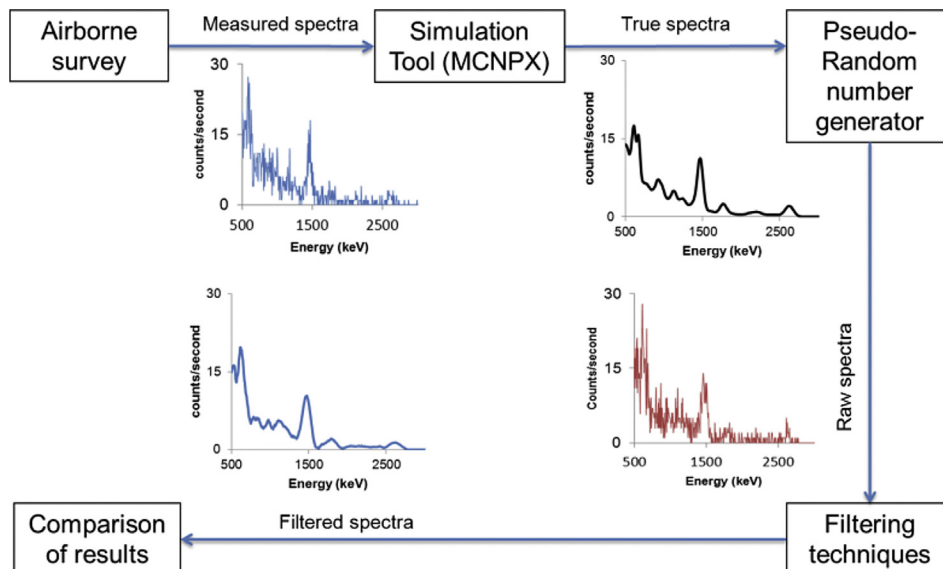 Airborne
survey
Measured spectra
Simulation
Tool (MCNPX)
True spectra
Pseudo-
Random
number
generator
30
15
0
counts/second
500
1500
2500
Energy (keV)
30
15
0
counts/second
500
1500
2500
Energy (keV)
30
15
0
counts/second
500
1500
2500
Energy (keV)
30
15
0
Counts/second
500
1500
2500
Energy (keV)
Raw spectra
Comparison
of results
Filtered spectra
Filtering
techniques